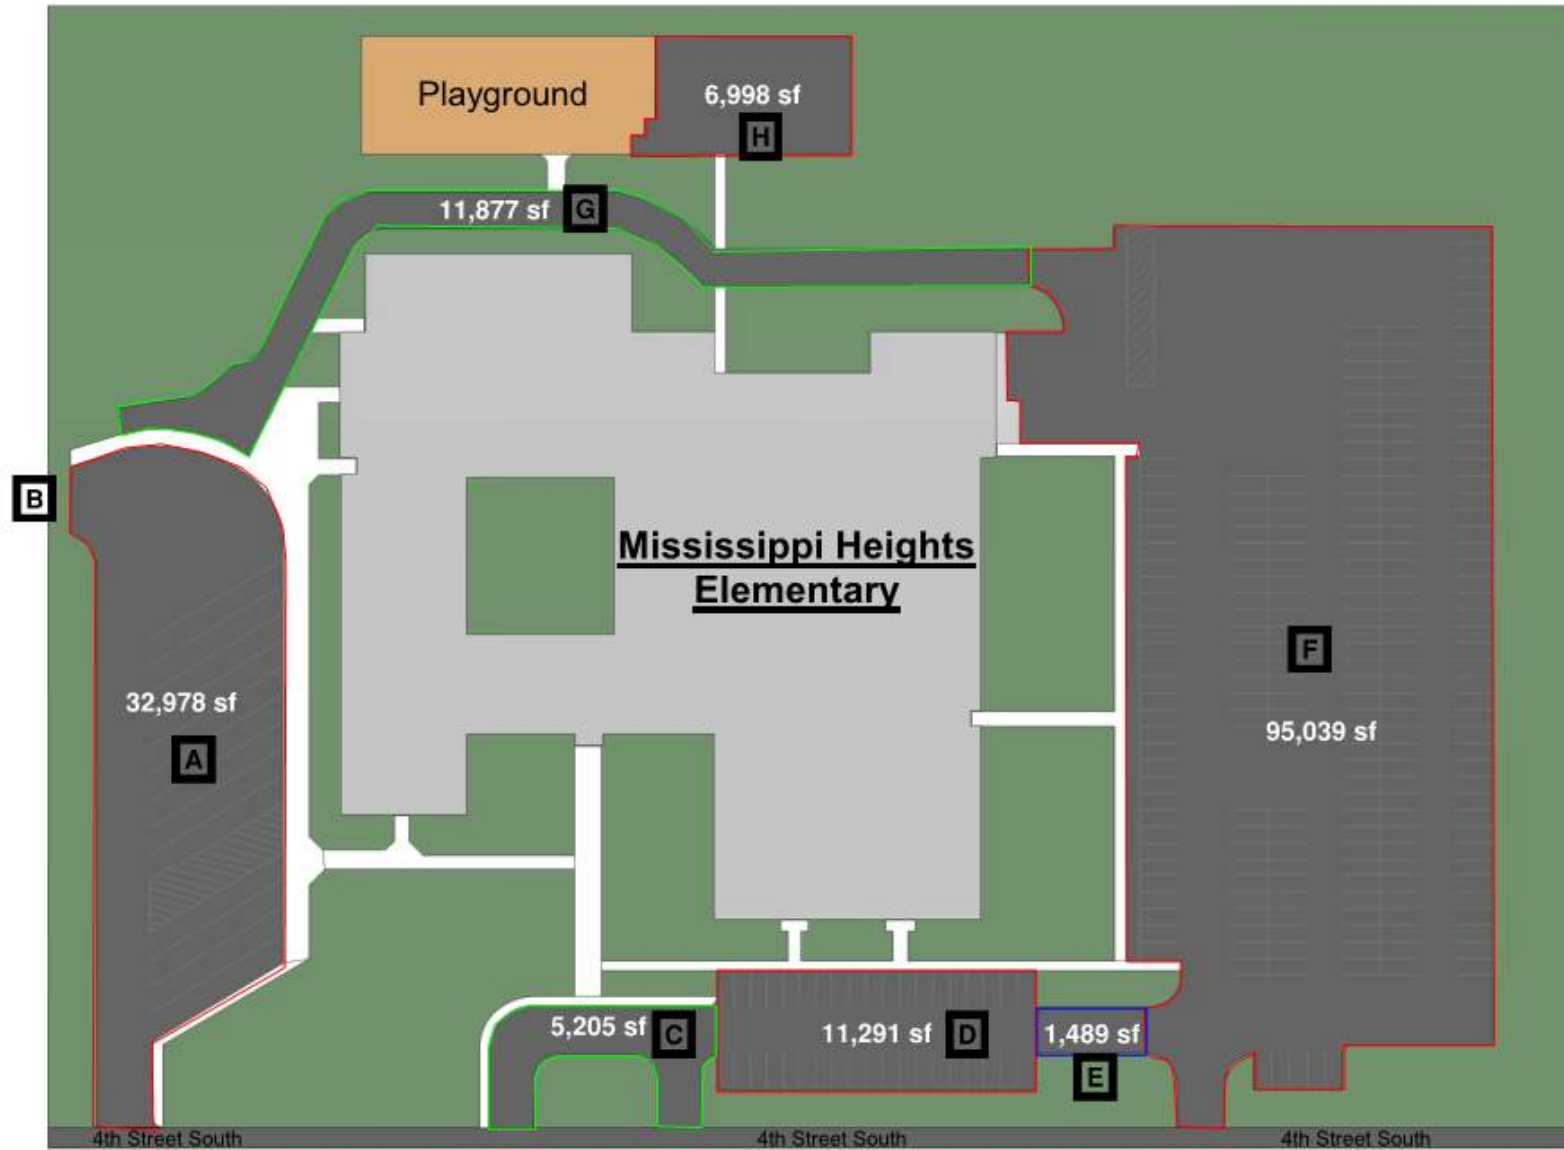 Playground
6,998 sf
H
11,877 sf
G
B
Mississippi Heights
Elementary
F
32,978 sf
95,039 sf
A
5,205 sf
C
11,291 sf
D
1,489 sf
E
4th Street South
4th Street South
4th Street South